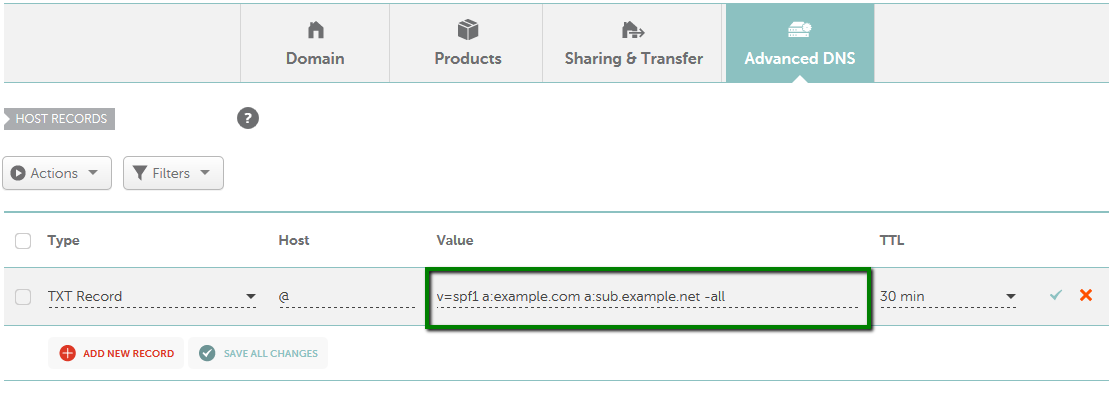 Domain
Products
Sharing & Transfer
Advanced DNS
HOST RECORDS
?
Actions
Filters
Type
Host
Value
TTL
TXT Record
@
v=spf1 a:example.com a:sub.example.net -all
30 min
ADD NEW RECORD
SAVE ALL CHANGES